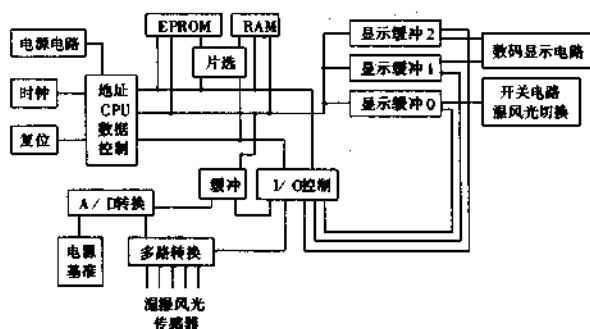 EPROM
RAM
显示缓冲2
电源电路
数码显示电路
片选
显示缓冲1
时钟
地址
CPU
数据
控制
显示缓冲0
开关电路
温风光切换
复位
缓冲
I/O控制
A/D转换
电源
基准
多路转换
温湿风光
传感器